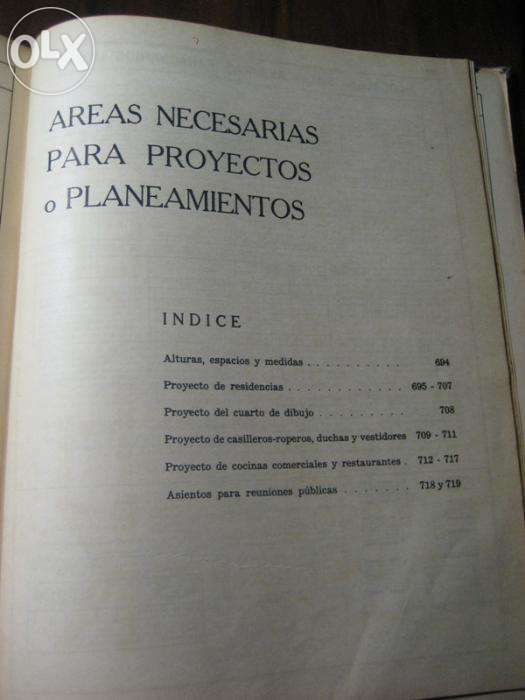 OLX
AREAS NECESARIAS
PARA PROYECTOS
o PLANEAMIENTOS
INDICE
Alturas, espacios y medidas . . . . . . . . . . 694
Proyecto de residencias . . . . . . . . . . . . 695 - 707
Proyecto del cuarto de dibujo . . . . . . . . . 708
Proyecto de casilleros-roperos, duchas y vestidores 709 - 711
Proyecto de cocinas comerciales y restaurantes . 712 - 717
Asientos para reuniones públicas . . . . . . . 718 y 719